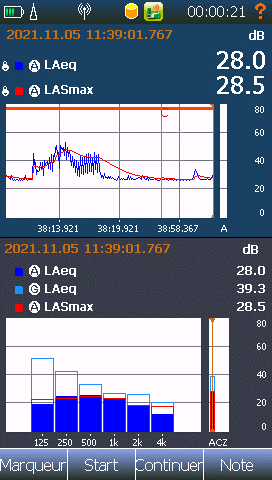 00:00:21 ?
2021.11.05 11:39:01.767 dB
A LAeq 28.0
A LASmax 28.5
80
60
40
20
0
38:13.921 38:19.921 38:58.367 A
2021.11.05 11:39:01.767 dB
A LAeq 28.0
G LAeq 39.3
A LASmax 28.5
80
60
40
20
0
125 250 500 1k 2k 4k ACZ
Marqueur Start Continuer Note